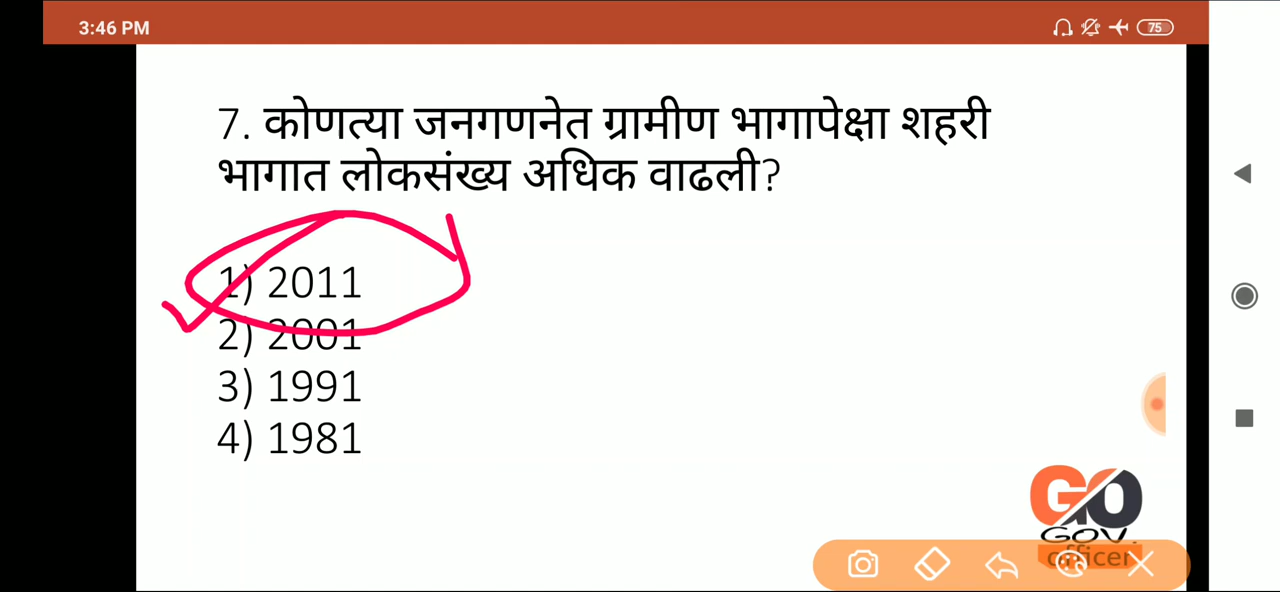 3:46 PM
75
7. कोणत्या जनगणनेत ग्रामीण भागापेक्षा शहरी
भागात लोकसंख्य अधिक वाढली?
1) 2011
2) 2001
3) 1991
4) 1981
GO
GOV.
officer